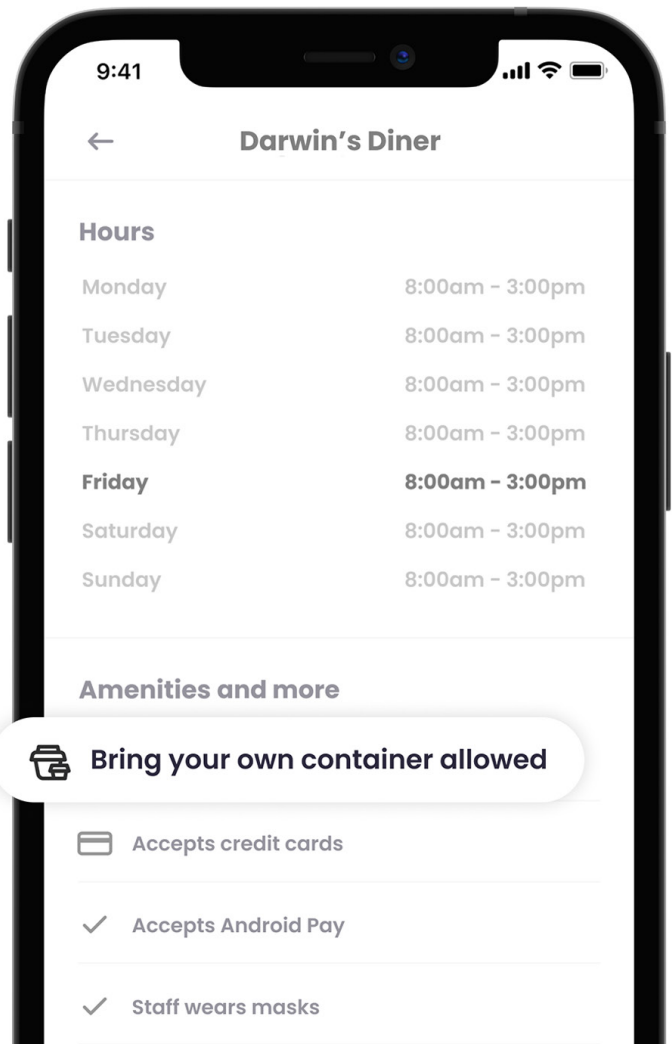 9:41
Darwin’s Diner
Hours
Monday 8:00am - 3:00pm
Tuesday 8:00am - 3:00pm
Wednesday 8:00am - 3:00pm
Thursday 8:00am - 3:00pm
Friday 8:00am - 3:00pm
Saturday 8:00am - 3:00pm
Sunday 8:00am - 3:00pm
Amenities and more
Bring your own container allowed
Accepts credit cards
Accepts Android Pay
Staff wears masks